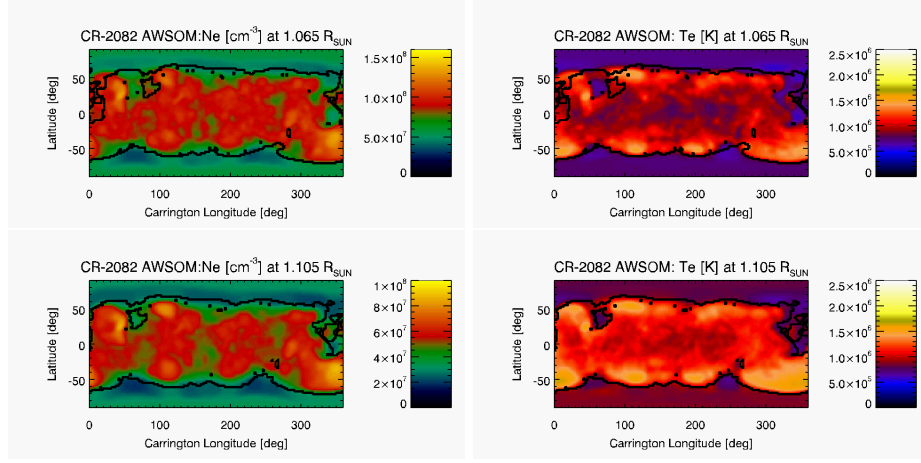 CR-2082 AWSOM:Ne [cm⁻³] at 1.065 R_SUN
Latitude [deg]
50
0
-50
0 100 200 300
Carrington Longitude [deg]
1.5×10⁸
1.0×10⁸
5.0×10⁷
0
CR-2082 AWSOM: Te [K] at 1.065 R_SUN
Latitude [deg]
50
0
-50
0 100 200 300
Carrington Longitude [deg]
2.5×10⁶
2.0×10⁶
1.5×10⁶
1.0×10⁶
5.0×10⁵
0
CR-2082 AWSOM:Ne [cm⁻³] at 1.105 R_SUN
Latitude [deg]
50
0
-50
0 100 200 300
Carrington Longitude [deg]
1×10⁸
8×10⁷
6×10⁷
4×10⁷
2×10⁷
0
CR-2082 AWSOM: Te [K] at 1.105 R_SUN
Latitude [deg]
50
0
-50
0 100 200 300
Carrington Longitude [deg]
2.5×10⁶
2.0×10⁶
1.5×10⁶
1.0×10⁶
5.0×10⁵
0